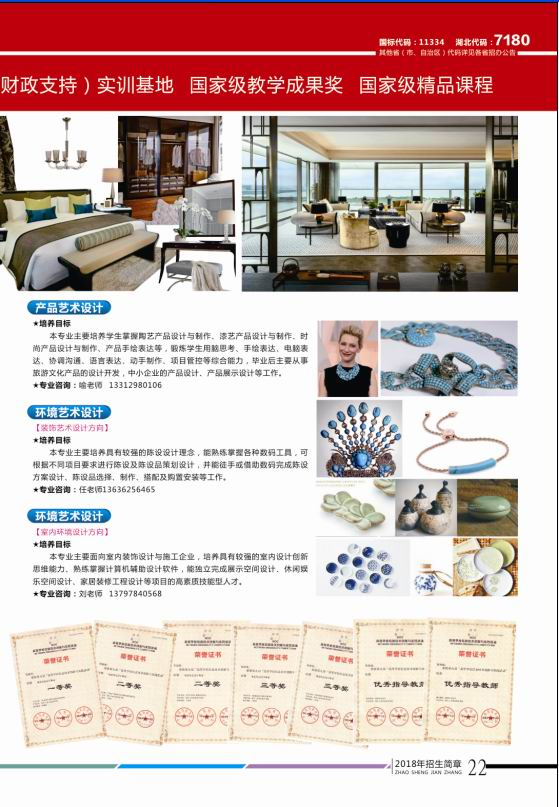 国标代码：11334 湖北代码：7180
其他省（市、自治区）代码详见各省招办公告
财政支持）实训基地 国家级教学成果奖 国家级精品课程
产品艺术设计
★培养目标
本专业主要培养学生掌握陶艺产品设计与制作、漆艺产品设计与制作、时
尚产品设计与制作、产品手绘表达等，锻炼学生用脑思考、手绘表达、电脑表
达、协调沟通、语言表达、动手制作、项目管控等综合能力，毕业后主要从事
旅游文化产品的设计开发，中小企业的产品设计、产品展示设计等工作。
★专业咨询：喻老师 13312980106
环境艺术设计
【装饰艺术设计方向】
★培养目标
本专业主要培养具有较强的陈设设计理念，能熟练掌握各种数码工具，可
根据不同项目要求进行陈设及陈设品策划设计，并能徒手或借助数码完成陈设
方案设计、陈设品选择、制作、搭配及购置安装等工作。
★专业咨询：任老师13636256465
环境艺术设计
【室内环境设计方向】
★培养目标
本专业主要面向室内装饰设计与施工企业，培养具有较强的室内设计创新
思维能力、熟练掌握计算机辅助设计软件，能独立完成展示空间设计、休闲娱
乐空间设计、家居装修工程设计等项目的高素质技能型人才。
★专业咨询：刘老师 13797840568
荣誉证书
一等奖
荣誉证书
二等奖
荣誉证书
三等奖
荣誉证书
三等奖
荣誉证书
优秀指导教师
荣誉证书
优秀指导教师
2018年招生简章
ZHAO SHENG JIAN ZHANG
22